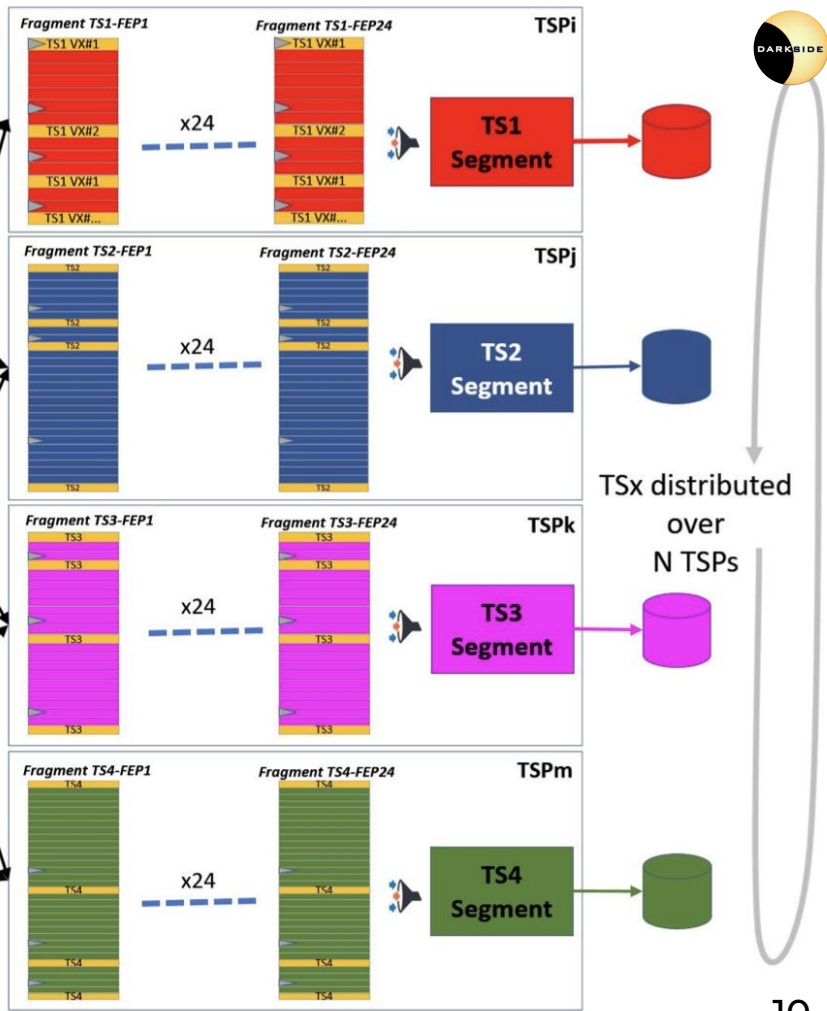 Fragment TS1-FEP1
Fragment TS1-FEP24
TSPi
DARKSIDE
TS1 VX#1
TS1 VX#1
x24
TS1 VX#2
TS1 VX#2
TS1
Segment
TS1 VX#1
TS1 VX#1
TS1 VX#...
TS1 VX#...
Fragment TS2-FEP1
Fragment TS2-FEP24
TSPj
TS2
TS2
TS2
TS2
x24
TS2
TS2
TS2
Segment
TS2
TS2
TSx distributed
over
N TSPs
Fragment TS3-FEP1
Fragment TS3-FEP24
TSPk
TS3
TS3
TS3
TS3
x24
TS3
TS3
TS3
Segment
TS3
TS3
Fragment TS4-FEP1
Fragment TS4-FEP24
TSPm
TS4
TS4
x24
TS4
TS4
TS4
Segment
TS4
TS4
TS4
TS4